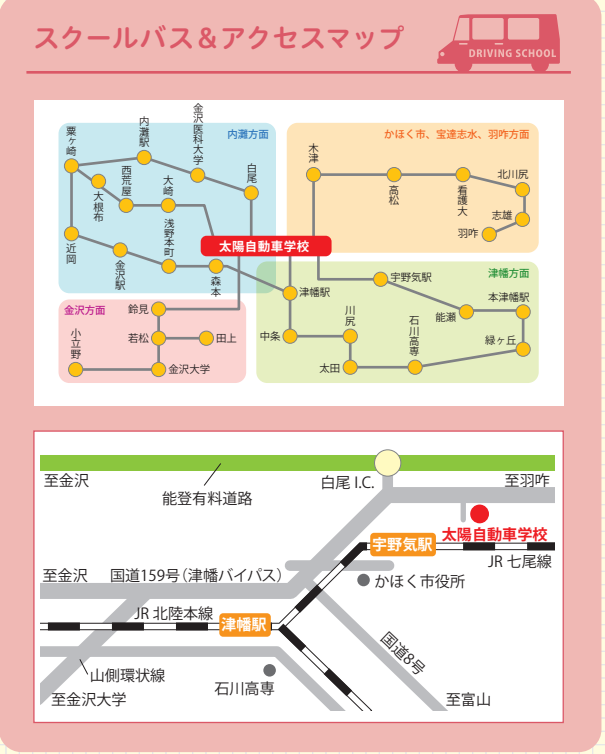 スクールバス&アクセスマップ
DRIVING SCHOOL
内灘方面
粟ヶ崎
内灘駅
金沢医科大学
白尾
大根布
西荒屋
大崎
近岡
金沢駅
浅野本町
森本
かほく市、宝達志水、羽咋方面
木津
高松
看護大
北川尻
志雄
羽咋
太陽自動車学校
金沢方面
鈴見
小立野
若松
田上
金沢大学
津幡方面
宇野気駅
津幡駅
本津幡駅
能瀬
中条
川尻
石川高専
緑ヶ丘
太田
至金沢
能登有料道路
白尾 I.C.
至羽咋
太陽自動車学校
宇野気駅
JR 七尾線
至金沢
国道159号(津幡バイパス)
かほく市役所
JR 北陸本線
津幡駅
国道8号
山側環状線
石川高専
至金沢大学
至富山